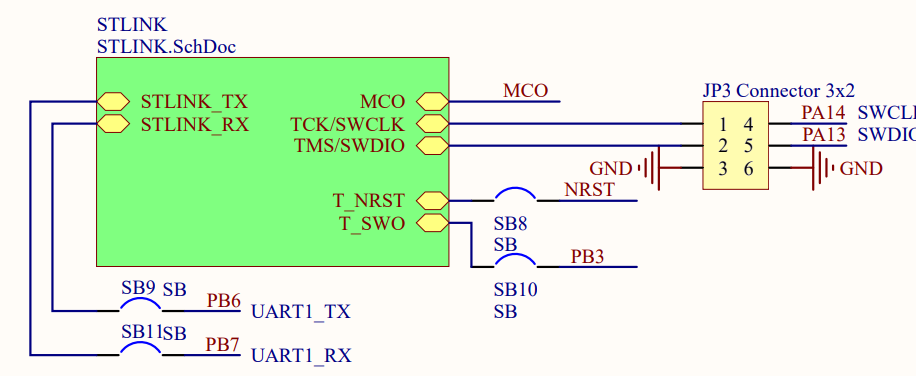 STLINK
STLINK.SchDoc
STLINK_TX
STLINK_RX
MCO
TCK/SWCLK
TMS/SWDIO
T_NRST
T_SWO
MCO
JP3 Connector 3x2
1 4
2 5
3 6
PA14 SWCL
PA13 SWDIO
GND
GND
NRST
SB8
SB
PB3
SB10
SB
SB9 SB
PB6 UART1_TX
SB11SB
PB7 UART1_RX